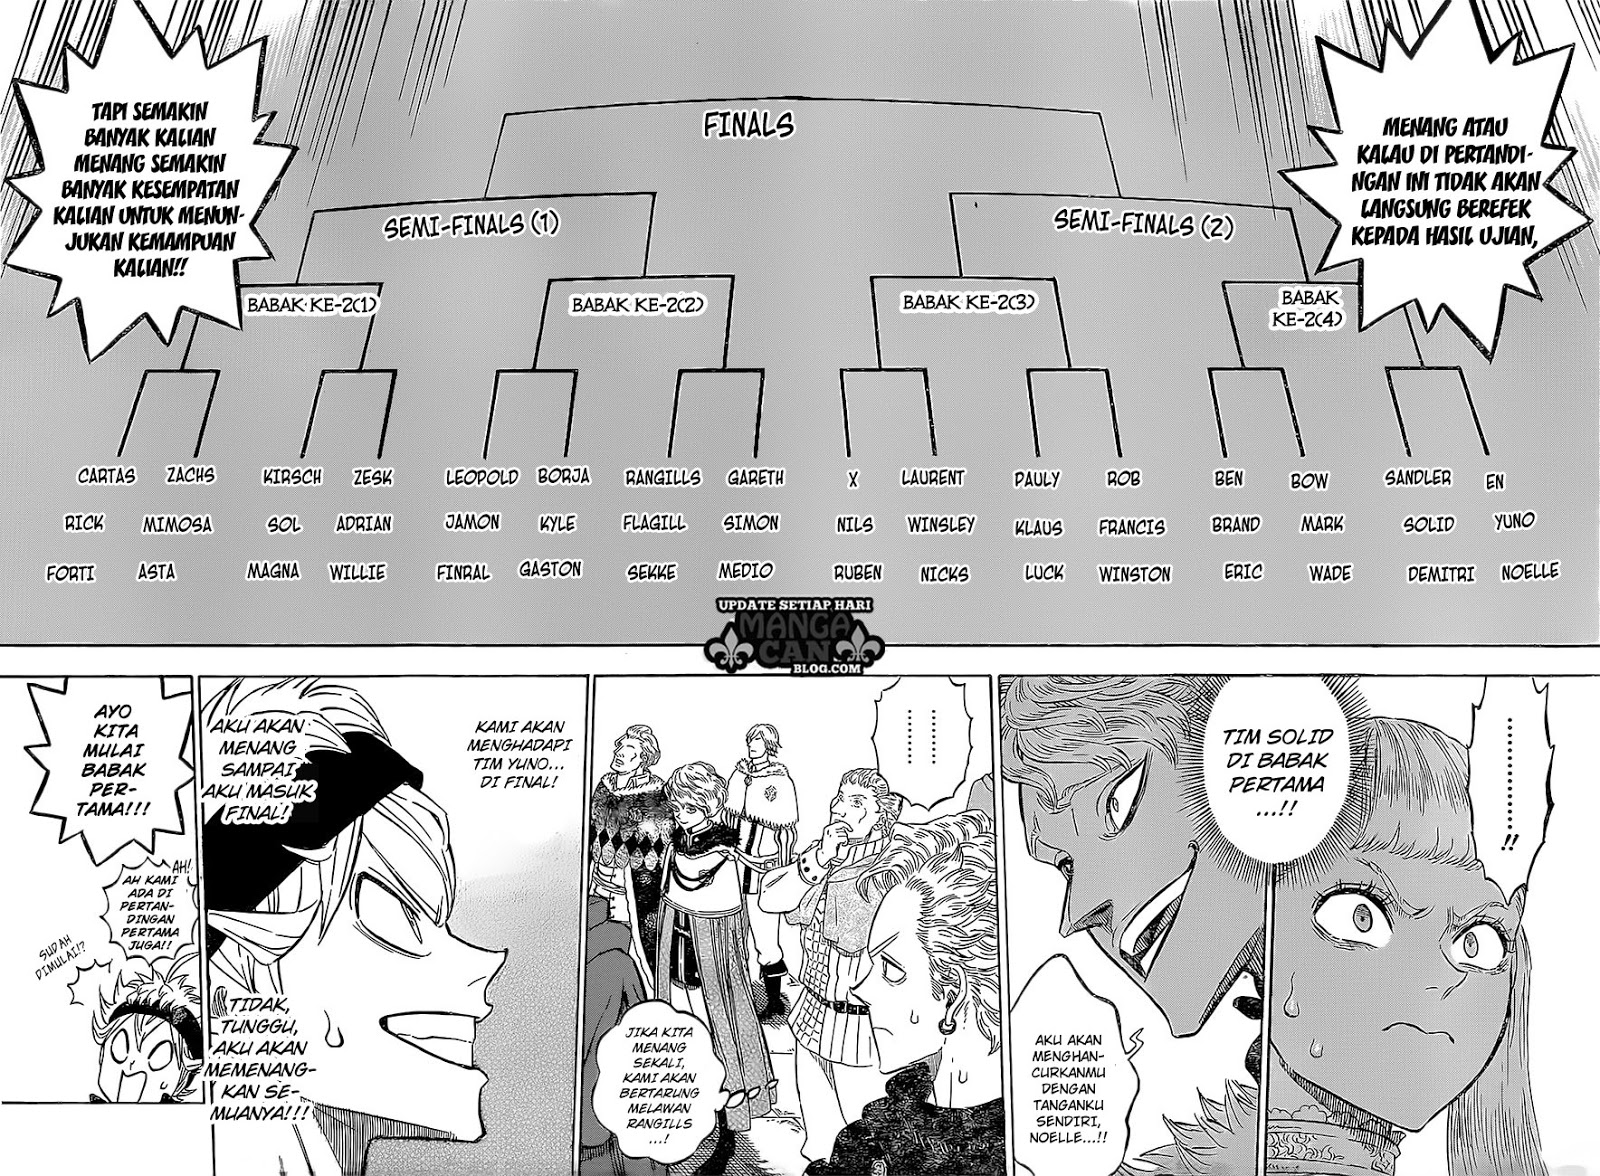 MENANG ATAU
KALAU DI PERTANDI-
NGAN INI TIDAK AKAN
LANGSUNG BEREFEK
KEPADA HASIL UJIAN,
TAPI SEMAKIN
BANYAK KALIAN
MENANG SEMAKIN
BANYAK KESEMPATAN
KALIAN UNTUK MENUN-
JUKAN KEMAMPUAN
KALIAN!!
FINALS
SEMI-FINALS (1)
SEMI-FINALS (2)
BABAK KE-2(1)
BABAK KE-2(2)
BABAK KE-2(3)
BABAK
KE-2(4)
CARTAS ZACHS KIRSCH ZESK LEOPOLD BORJA RANGILLS GARETH X LAURENT PAULY ROB BEN BOW SANDLER EN
RICK MIMOSA SOL ADRIAN JAMON KYLE FLAGILL SIMON NILS WINSLEY KLAUS FRANCIS BRAND MARK SOLID YUNO
FORTI ASTA MAGNA WILLIE FINRAL GASTON SEKKE MEDIO RUBEN NICKS LUCK WINSTON ERIC WADE DEMITRI NOELLE
UPDATE SETIAP HARI
MANGA
CAN
BLOG.COM
..........!!
TIM SOLID
DI BABAK
PERTAMA
...!!
AKU AKAN
MENGHAN-
CURKANMU
DENGAN
TANGANKU
SENDIRI,
NOELLE...!!
..........
JIKA KITA
MENANG
SEKALI,
KAMI AKAN
BERTARUNG
MELAWAN
RANGILLS
...!
KAMI AKAN
MENGHADAPI
TIM YUNO...
DI FINAL!
AKU AKAN
MENANG
SAMPAI
AKU MASUK
FINAL!
TIDAK,
TUNGGU,
AKU AKAN
MEMENANG-
KAN SE-
MUANYA!!!
AYO
KITA
MULAI
BABAK
PER-
TAMA!!!
AH!
AH KAMI
ADA DI
PERTAN-
DINGAN
PERTAMA
JUGA!!
SUDAH
DIMULAI!?